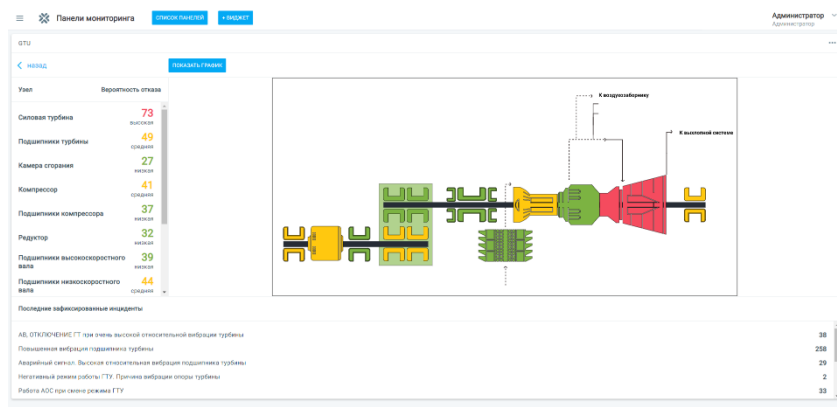 Панели мониторинга
СПИСОК ПАНЕЛЕЙ
+ ВИДЖЕТ
Администратор
Администратор
GTU
назад
ПОКАЗАТЬ ГРАФИК
Узел Вероятность отказа
Силовая турбина 73
высокая
Подшипники турбины 49
средняя
Камера сгорания 27
низкая
Компрессор 41
средняя
Подшипники компрессора 37
низкая
Редуктор 32
низкая
Подшипники высокоскоростного вала 39
низкая
Подшипники низкоскоростного вала 44
средняя
К воздухозаборнику
К выхлопной системе
Последние зафиксированные инциденты
АВ. ОТКЛЮЧЕНИЕ ГТ при очень высокой относительной вибрации турбины 38
Повышенная вибрация подшипника турбины 258
Аварийный сигнал. Высокая относительная вибрация подшипника турбины 29
Негативный режим работы ГТУ. Причина вибрация опоры турбины 2
Работа АОС при смене режима ГТУ 33